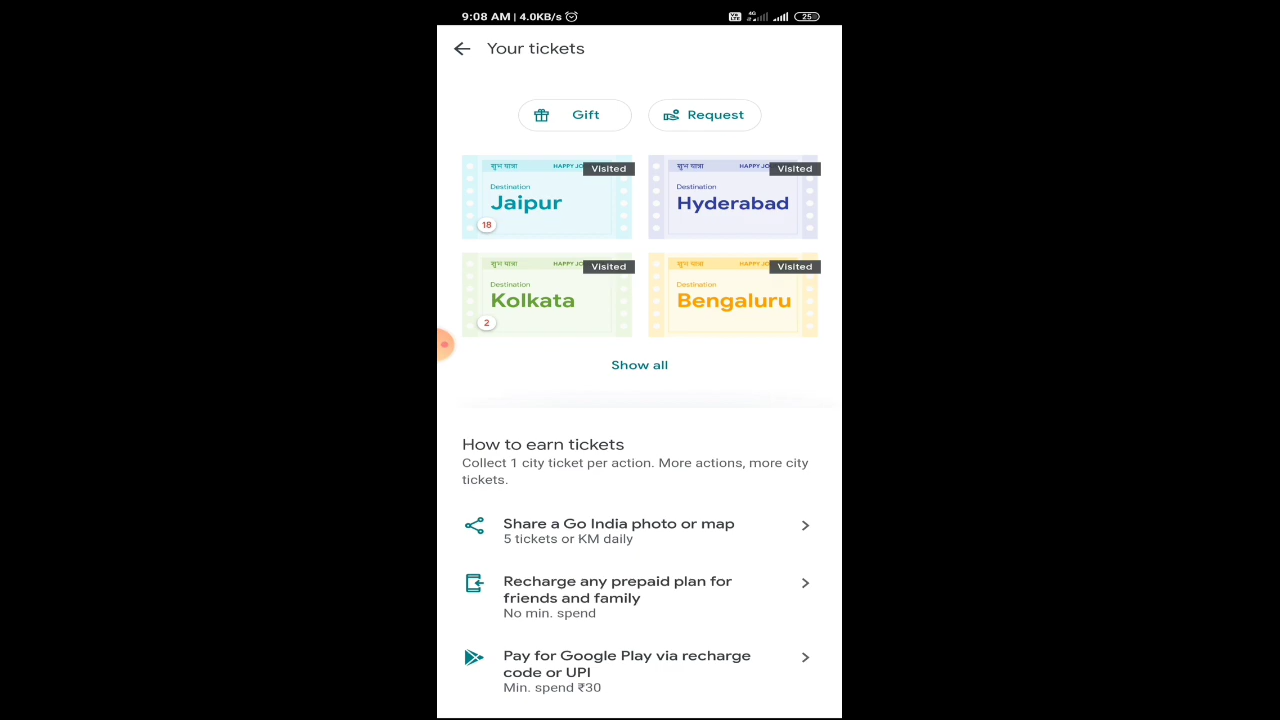 9:08 AM | 4.0KB/s
4G
25
Your tickets
Gift
Request
शुभ यात्रा HAPPY JO
Visited
Destination
Jaipur
18
शुभ यात्रा HAPPY JO
Visited
Destination
Hyderabad
शुभ यात्रा HAPPY JO
Visited
Destination
Kolkata
2
शुभ यात्रा HAPPY JO
Visited
Destination
Bengaluru
Show all
How to earn tickets
Collect 1 city ticket per action. More actions, more city
tickets.
Share a Go India photo or map
5 tickets or KM daily
Recharge any prepaid plan for
friends and family
No min. spend
Pay for Google Play via recharge
code or UPI
Min. spend ₹30